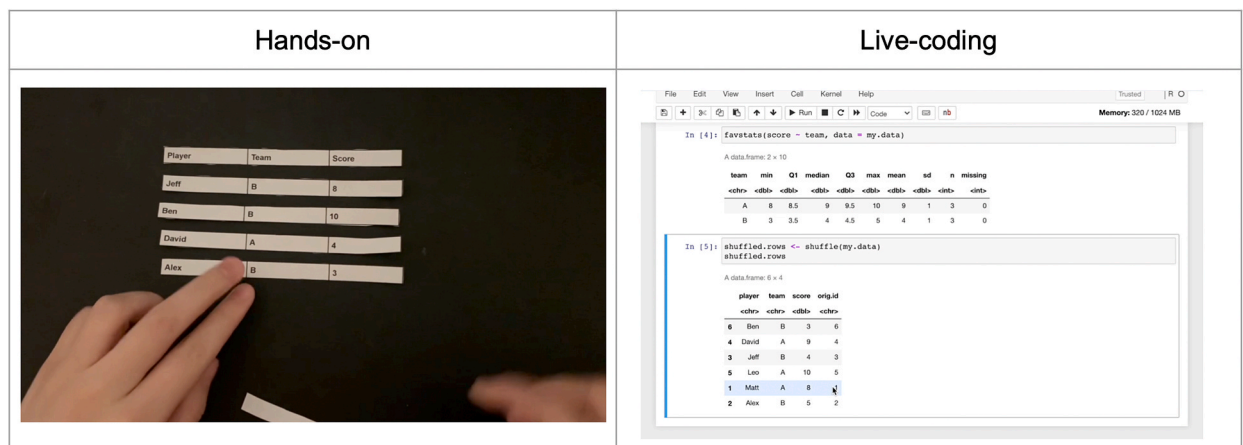 Hands-on
Live-coding
Player Team Score
Jeff B 8
Ben B 10
David A 4
Alex B 3
File Edit View Insert Cell Kernel Help Trusted R
Run Code nb Memory: 320 / 1024 MB
In [4]: favstats(score ~ team, data = my.data)
A data.frame: 2 × 10
team min Q1 median Q3 max mean sd n missing
<chr> <dbl> <dbl> <dbl> <dbl> <dbl> <dbl> <dbl> <int> <int>
A 8 8.5 9 9.5 10 9 1 3 0
B 3 3.5 4 4.5 5 4 1 3 0
In [5]: shuffled.rows <- shuffle(my.data)
shuffled.rows
A data.frame: 6 × 4
player team score orig.id
<chr> <chr> <dbl> <chr>
6 Ben B 3 6
4 David A 9 4
3 Jeff B 4 3
5 Leo A 10 5
1 Matt A 8 1
2 Alex B 5 2